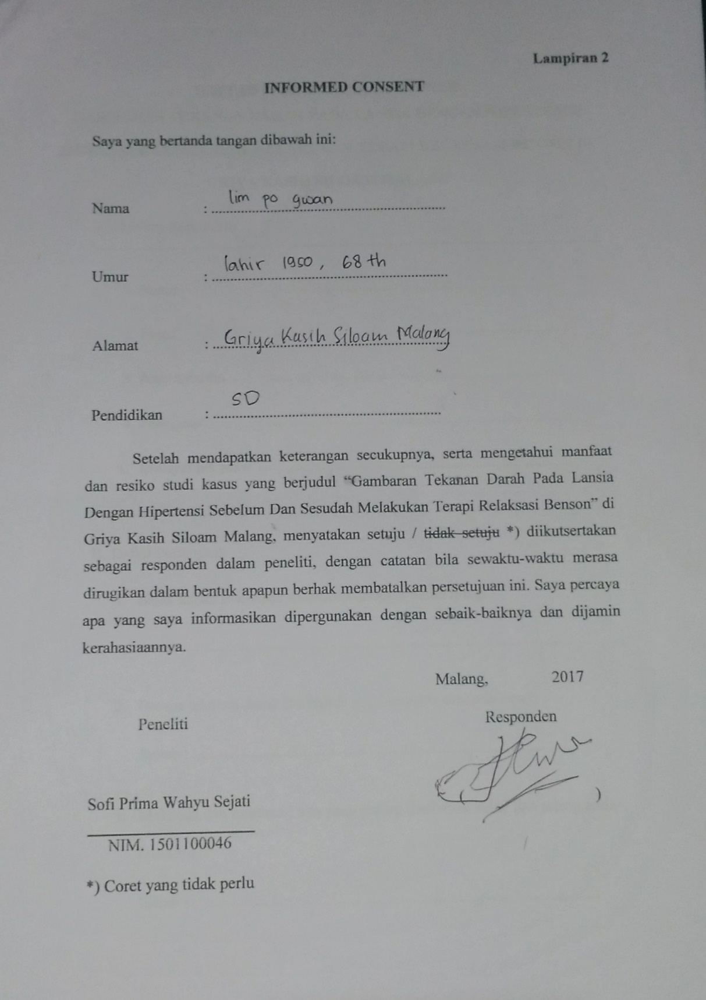 Lampiran 2
INFORMED CONSENT
Saya yang bertanda tangan dibawah ini:
Nama : lim po gwan
Umur : lahir 1950, 68 th
Alamat : Griya Kasih Siloam Malang
Pendidikan : SD
Setelah mendapatkan keterangan secukupnya, serta mengetahui manfaat
dan resiko studi kasus yang berjudul “Gambaran Tekanan Darah Pada Lansia
Dengan Hipertensi Sebelum Dan Sesudah Melakukan Terapi Relaksasi Benson” di
Griya Kasih Siloam Malang, menyatakan setuju / tidak setuju *) diikutsertakan
sebagai responden dalam peneliti, dengan catatan bila sewaktu-waktu merasa
dirugikan dalam bentuk apapun berhak membatalkan persetujuan ini. Saya percaya
apa yang saya informasikan dipergunakan dengan sebaik-baiknya dan dijamin
kerahasiaannya.
Malang, 2017
Peneliti Responden
Sofi Prima Wahyu Sejati ( )
NIM. 1501100046
*) Coret yang tidak perlu